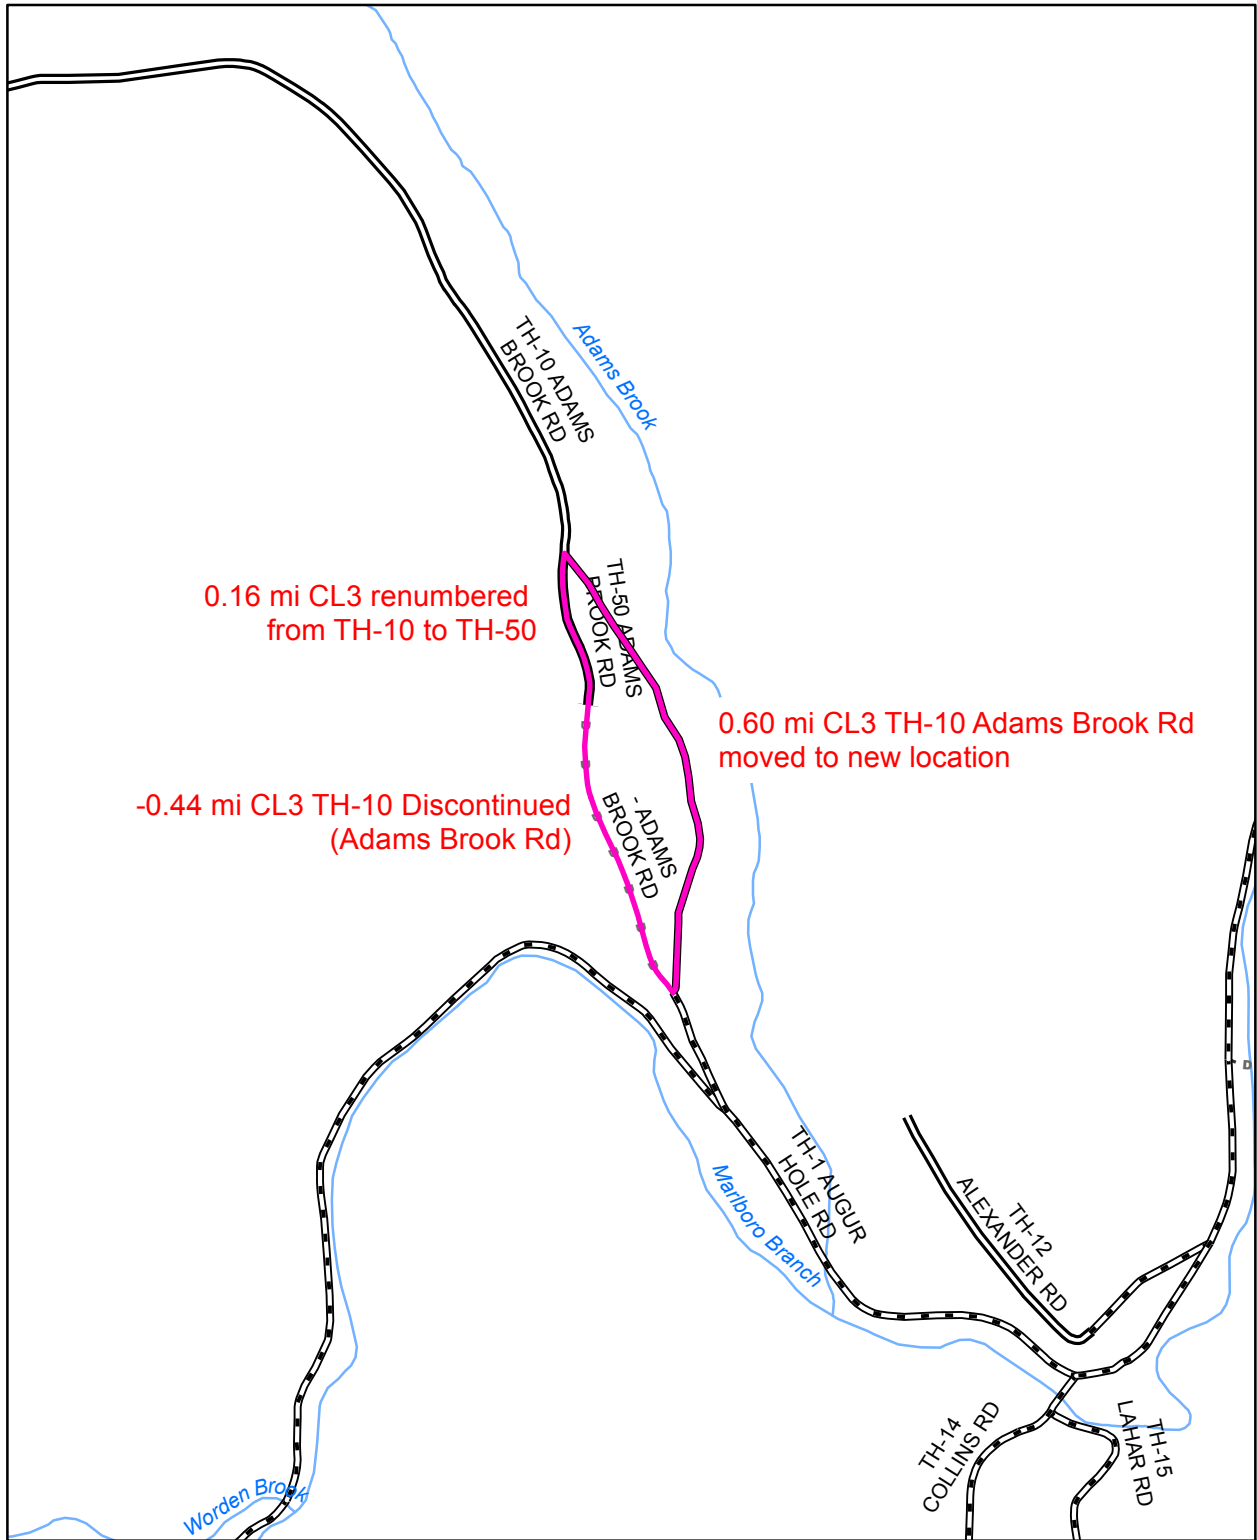 TH-10 ADAMS
BROOK RD
Adams Brook
TH-50 ADAMS
BROOK RD
0.16 mi CL3 renumbered
from TH-10 to TH-50
0.60 mi CL3 TH-10 Adams Brook Rd
moved to new location
-0.44 mi CL3 TH-10 Discontinued
(Adams Brook Rd)
- ADAMS
BROOK RD
D
TH-1 AUGUR
HOLE RD
Marlboro Branch
TH-12
ALEXANDER RD
TH-14
COLLINS RD
TH-15
LAHAR RD
Worden Brook